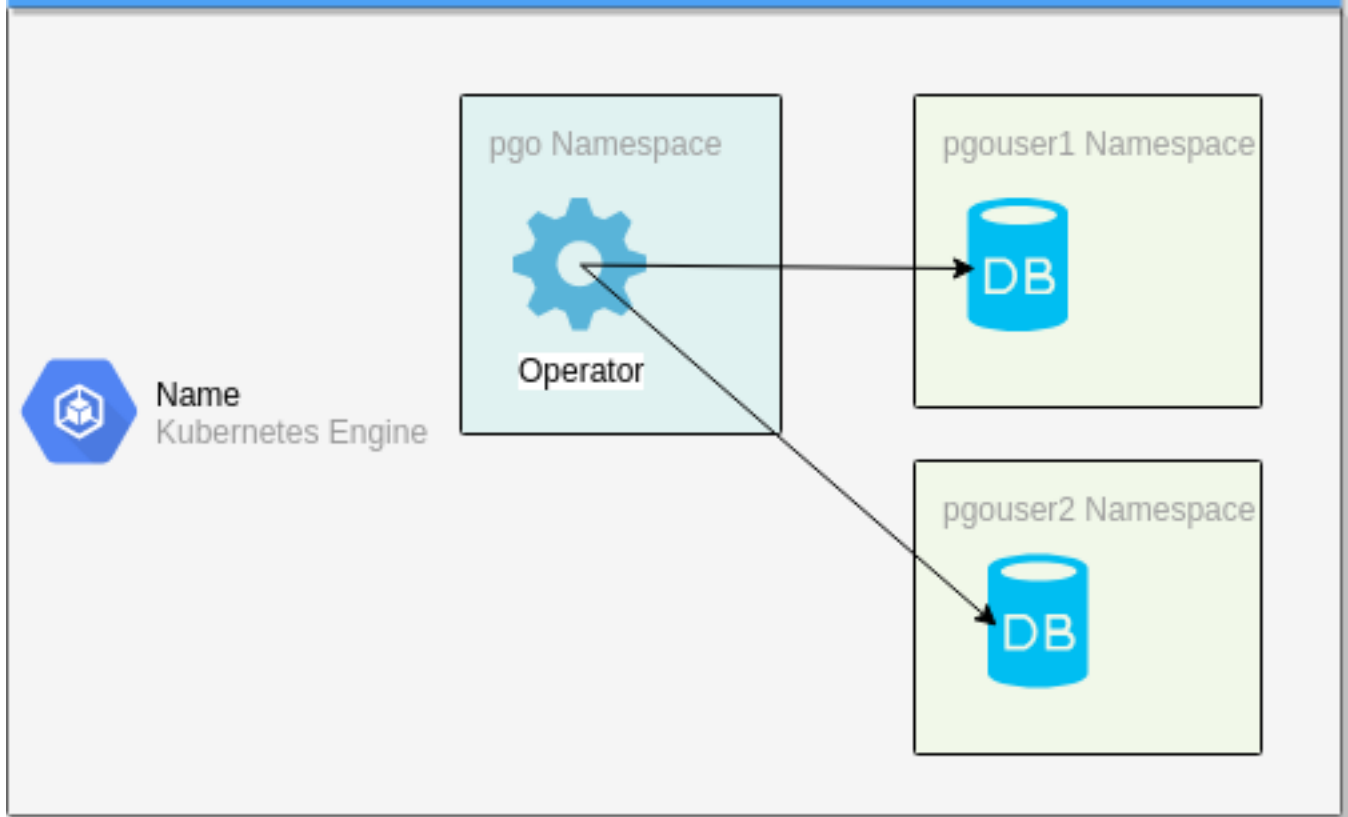 Name
Kubernetes Engine
pgo Namespace
Operator
pgouser1 Namespace
DB
pgouser2 Namespace
DB